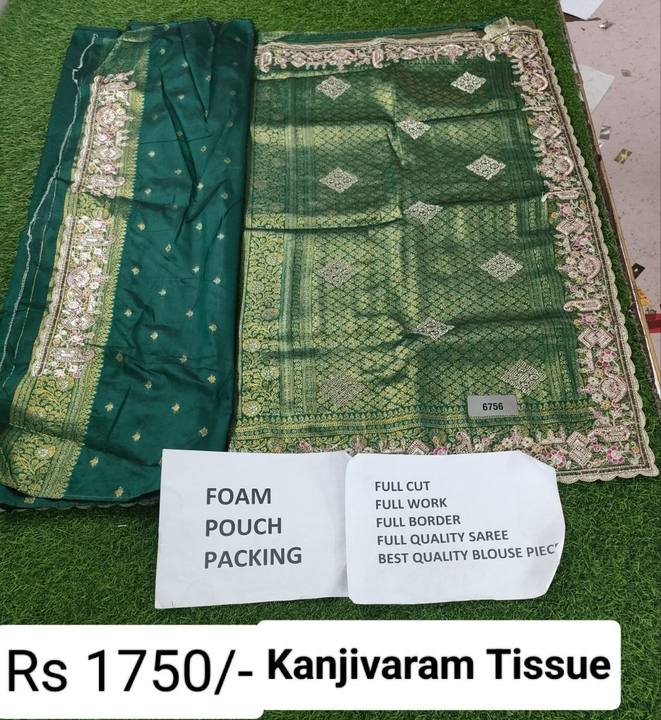 6756
FOAM
POUCH
PACKING
FULL CUT
FULL WORK
FULL BORDER
FULL QUALITY SAREE
BEST QUALITY BLOUSE PIEC
Rs 1750/- Kanjivaram Tissue